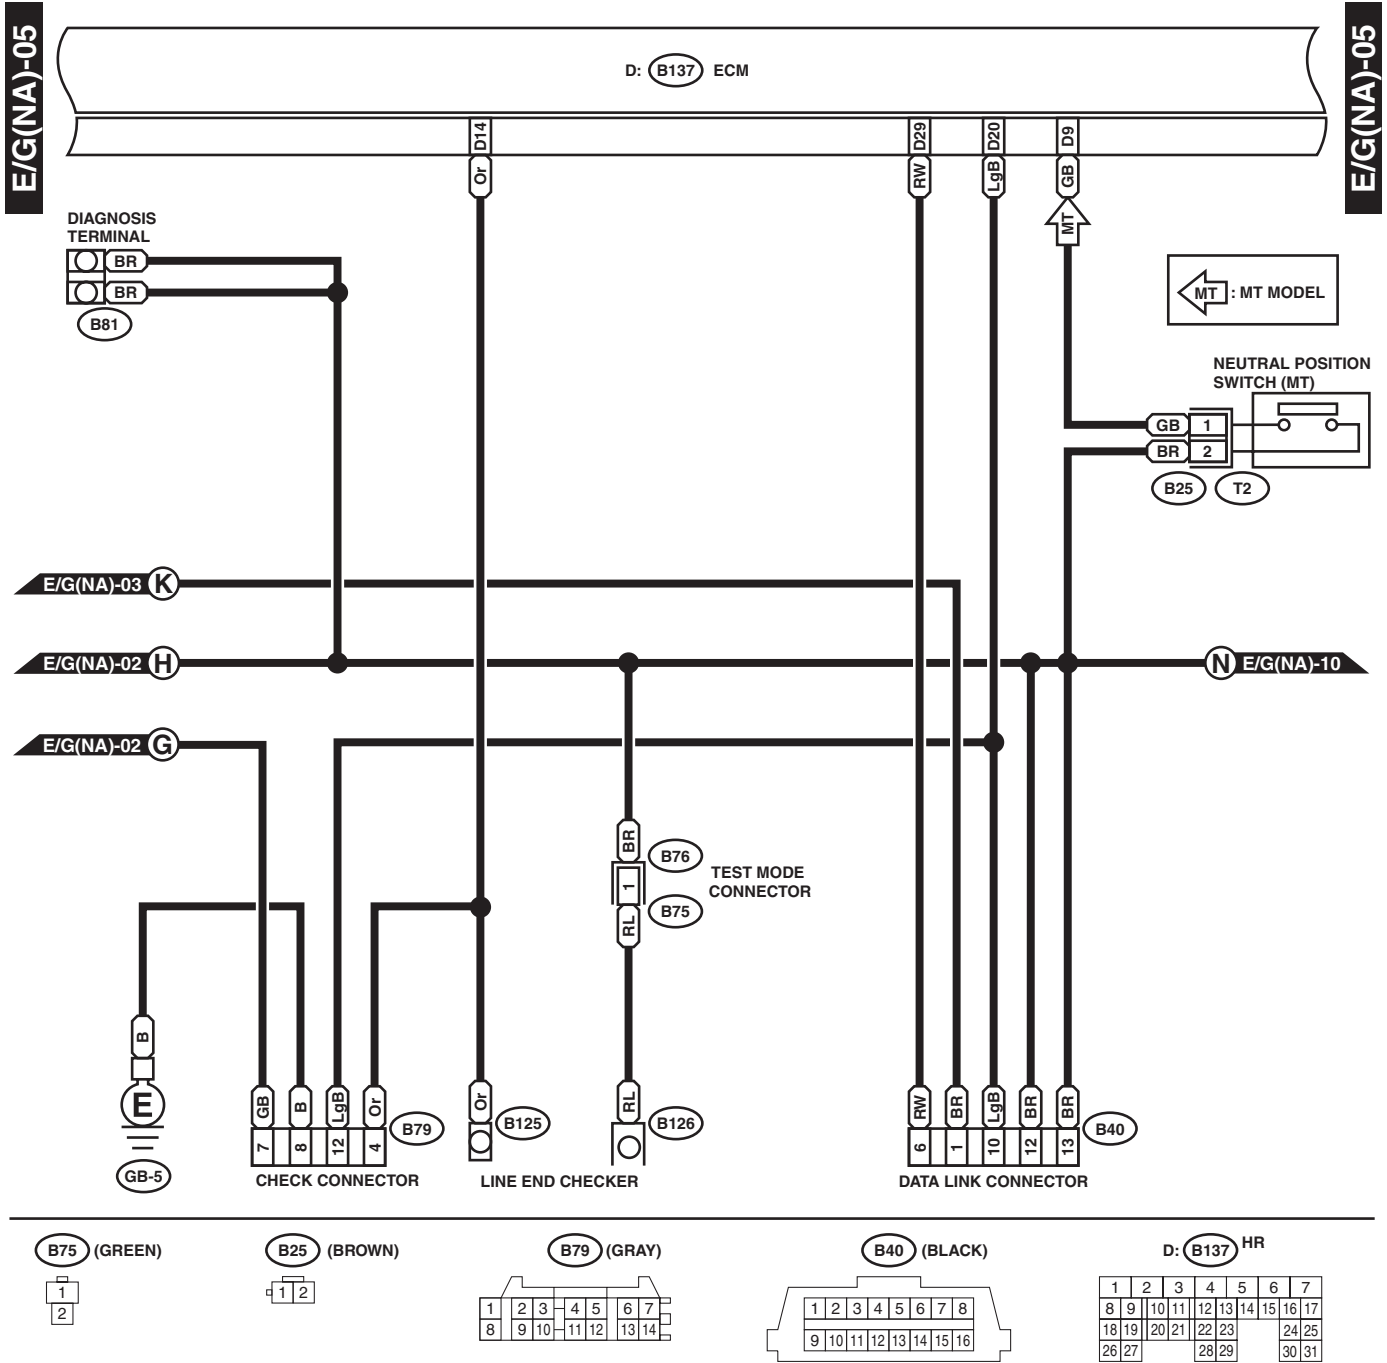 E/G(NA)-05
E/G(NA)-05
D: B137 ECM
D14
D29
D20
D9
Or
RW
LgB
GB
MT
DIAGNOSIS
TERMINAL
BR
BR
B81
MT : MT MODEL
NEUTRAL POSITION
SWITCH (MT)
GB 1
BR 2
B25 T2
E/G(NA)-03 K
E/G(NA)-02 H
N E/G(NA)-10
E/G(NA)-02 G
BR
B76
1
TEST MODE
CONNECTOR
B75
RL
B
E
GB-5
GB B LgB Or
7 8 12 4
B79
CHECK CONNECTOR
Or
B125
RL
B126
LINE END CHECKER
RW BR LgB BR BR
6 1 10 12 13
B40
DATA LINK CONNECTOR
B75 (GREEN)
1
2
B25 (BROWN)
1 2
B79 (GRAY)
1 2 3 4 5 6 7
8 9 10 11 12 13 14
B40 (BLACK)
1 2 3 4 5 6 7 8
9 10 11 12 13 14 15 16
D: B137 HR
1 2 3 4 5 6 7
8 9 10 11 12 13 14 15 16 17
18 19 20 21 22 23 24 25
26 27 28 29 30 31